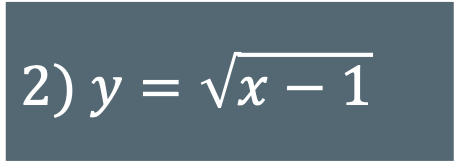 2) y = √x − 1